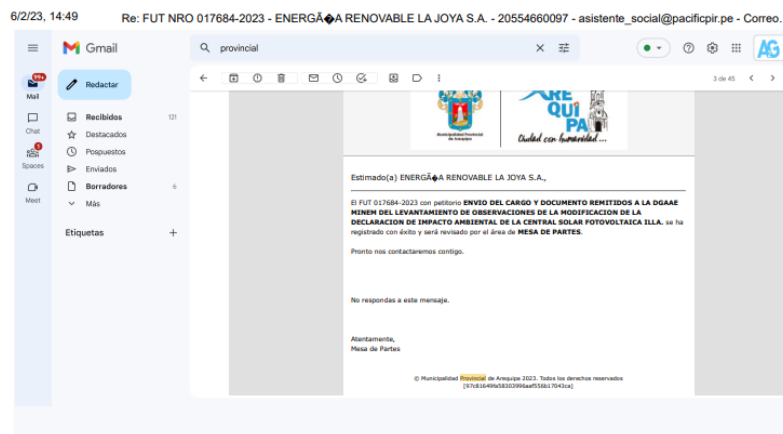 6/2/23, 14:49 Re: FUT NRO 017684-2023 - ENERGÃ�A RENOVABLE LA JOYA S.A. - 20554660097 - asistente_social@pacificpir.pe - Correo...
Gmail
provincial
99+
Mail
Redactar
3 de 45
Chat
Recibidos 121
Destacados
Spaces
Pospuestos
Enviados
Meet
Borradores 6
Más
Etiquetas +
AREQUIPA
Municipalidad Provincial
de Arequipa
Ciudad con humanidad...
AG
Estimado(a) ENERGÃ�A RENOVABLE LA JOYA S.A.,
El FUT 017684-2023 con petitorio ENVIO DEL CARGO Y DOCUMENTO REMITIDOS A LA DGAAE
MINEM DEL LEVANTAMIENTO DE OBSERVACIONES DE LA MODIFICACION DE LA
DECLARACION DE IMPACTO AMBIENTAL DE LA CENTRAL SOLAR FOTOVOLTAICA ILLA. se ha
registrado con éxito y será revisado por el área de MESA DE PARTES.
Pronto nos contactaremos contigo.
No respondas a este mensaje.
Atentamente,
Mesa de Partes
© Municipalidad Provincial de Arequipa 2023. Todos los derechos reservados